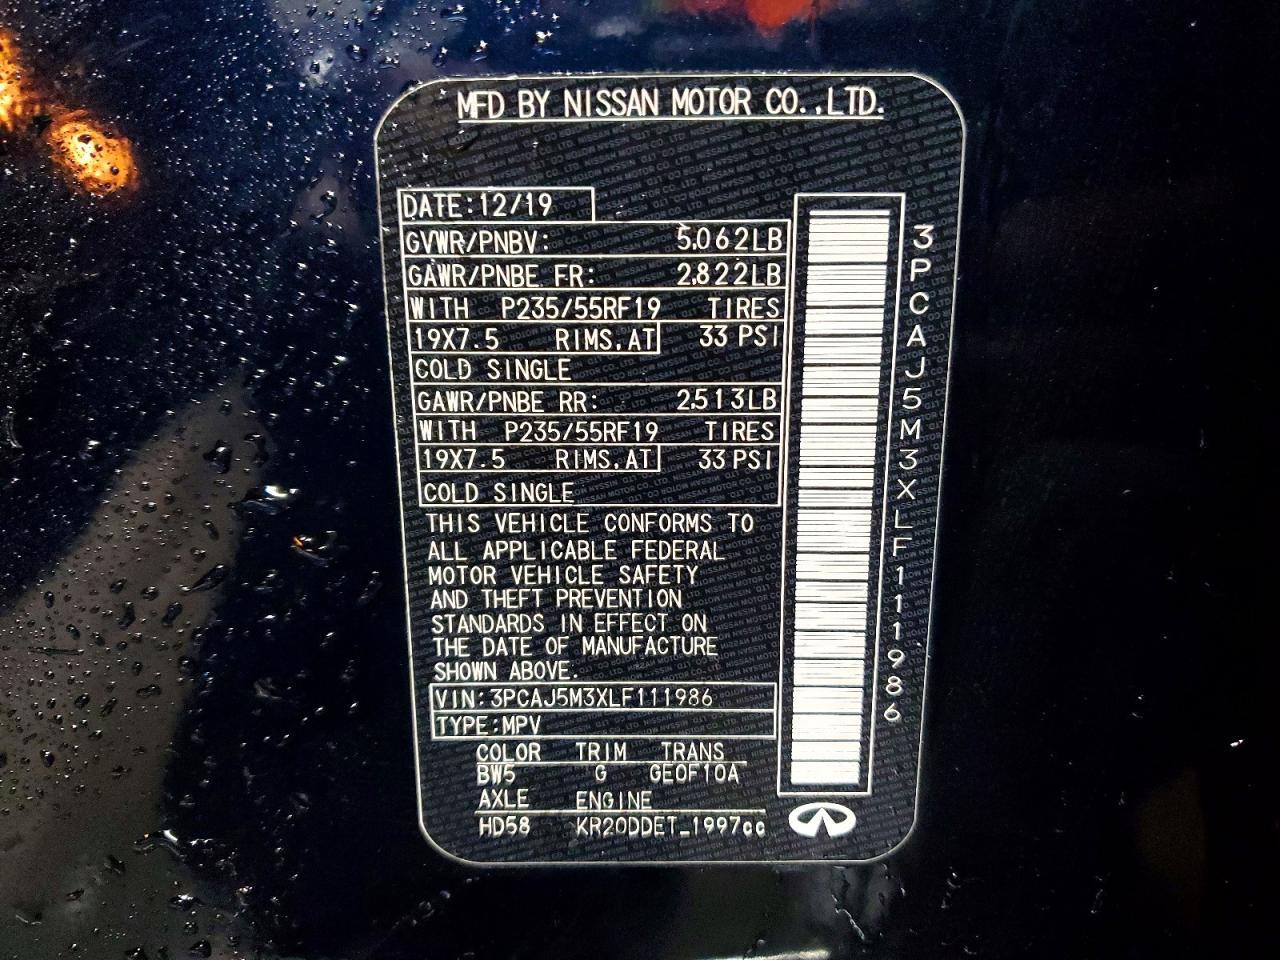 MFD BY NISSAN MOTOR CO.,LTD.
DATE:12/19
GVWR/PNBV: 5,062LB
GAWR/PNBE FR: 2,822LB
WITH P235/55RF19 TIRES
19X7.5 RIMS.AT 33 PSI
COLD SINGLE
GAWR/PNBE RR: 2,513LB
WITH P235/55RF19 TIRES
19X7.5 RIMS.AT 33 PSI
COLD SINGLE
THIS VEHICLE CONFORMS TO
ALL APPLICABLE FEDERAL
MOTOR VEHICLE SAFETY
AND THEFT PREVENTION
STANDARDS IN EFFECT ON
THE DATE OF MANUFACTURE
SHOWN ABOVE.
VIN:3PCAJ5M3XLF111986
TYPE:MPV
COLOR TRIM TRANS
BW5 G GE0F10A
AXLE ENGINE
HD58 KR20DDET_1997cc
3PCAJ5M3XLF111986